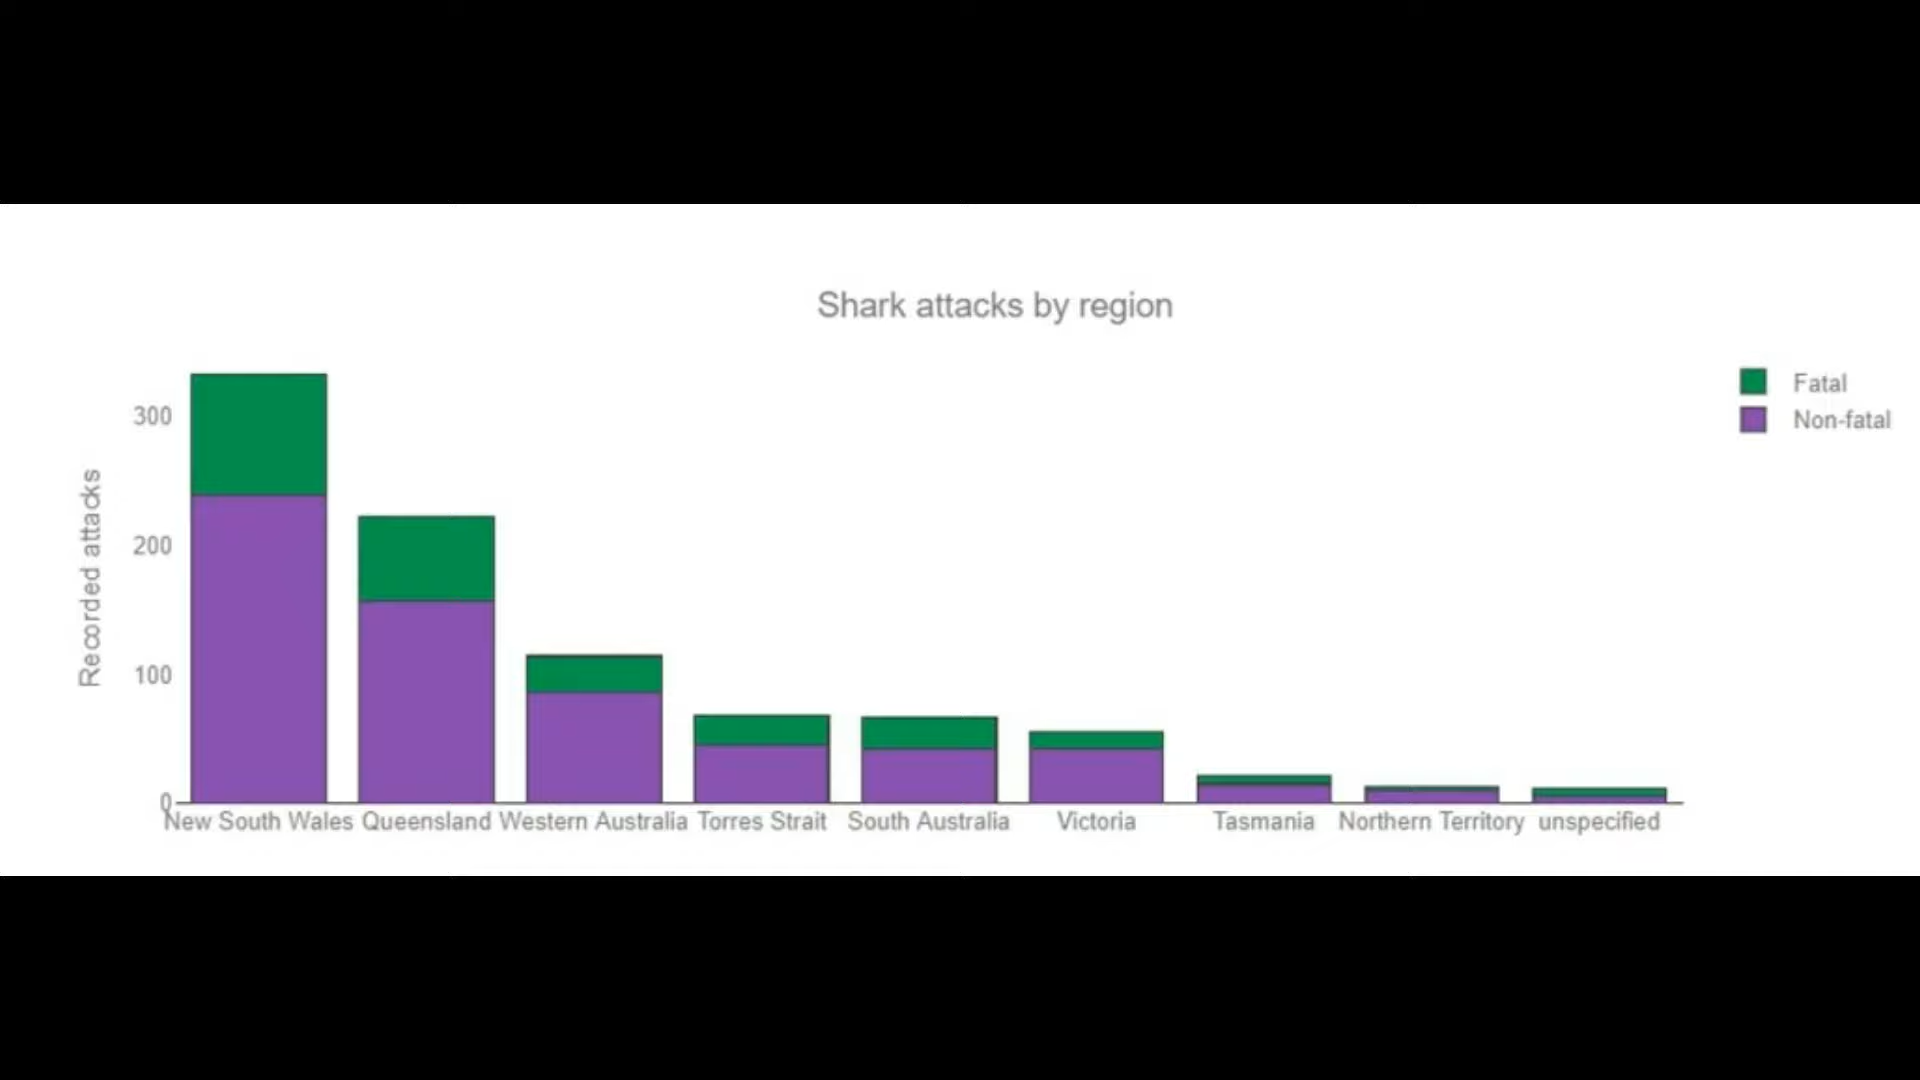 Shark attacks by region
Fatal
Non-fatal
Recorded attacks
300
200
100
0
New South Wales Queensland Western Australia Torres Strait South Australia Victoria Tasmania Northern Territory unspecified